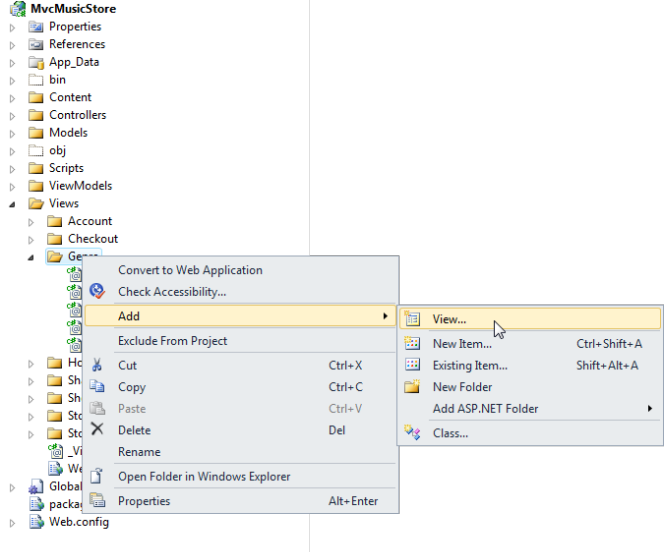 MvcMusicStore
Properties
References
App_Data
bin
Content
Controllers
Models
obj
Scripts
ViewModels
Views
Account
Checkout
Convert to Web Application
Check Accessibility...
Add
Exclude From Project
Cut Ctrl+X
Copy Ctrl+C
Paste Ctrl+V
Delete Del
Rename
Open Folder in Windows Explorer
Properties Alt+Enter
View...
New Item... Ctrl+Shift+A
Existing Item... Shift+Alt+A
New Folder
Add ASP.NET Folder
Class...
Ho
Sh
Sh
Sto
Sto
_Vi
We
Global
packa
Web.config